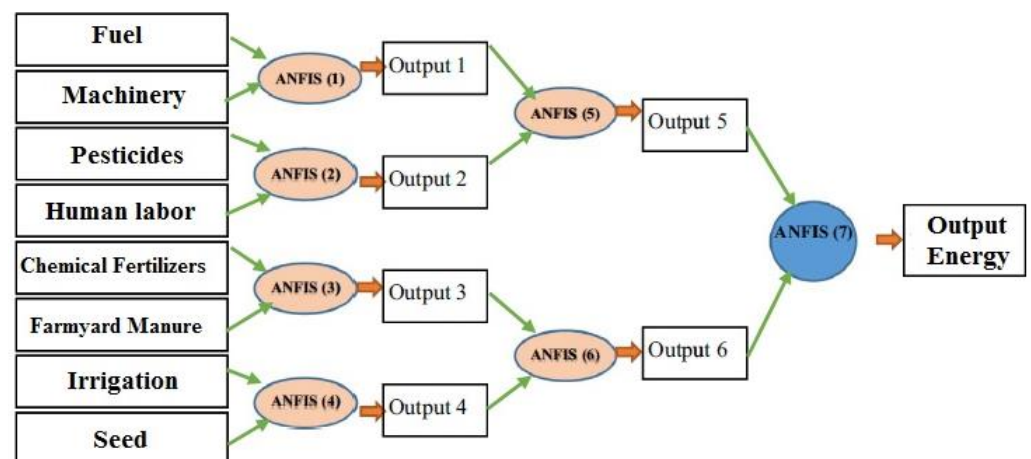 Fuel
Machinery
Pesticides
Human labor
Chemical Fertilizers
Farmyard Manure
Irrigation
Seed
ANFIS (1)
ANFIS (2)
ANFIS (3)
ANFIS (4)
Output 1
Output 2
Output 3
Output 4
ANFIS (5)
ANFIS (6)
Output 5
Output 6
ANFIS (7)
Output
Energy